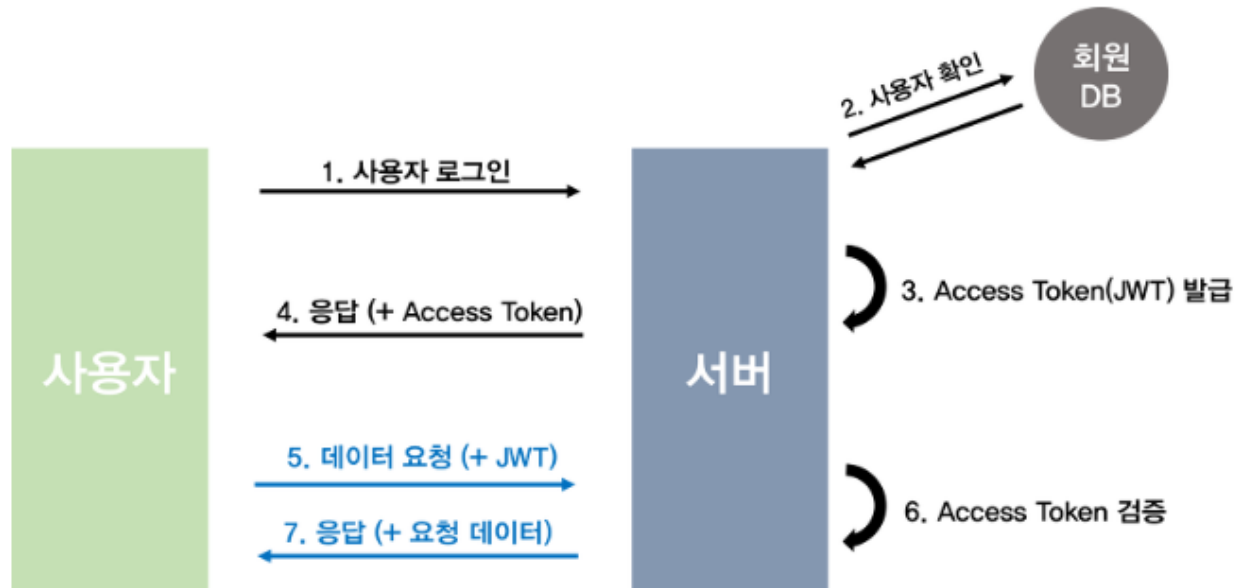 회원
DB
2. 사용자 확인
1. 사용자 로그인
3. Access Token(JWT) 발급
4. 응답 (+ Access Token)
사용자
서버
5. 데이터 요청 (+ JWT)
6. Access Token 검증
7. 응답 (+ 요청 데이터)